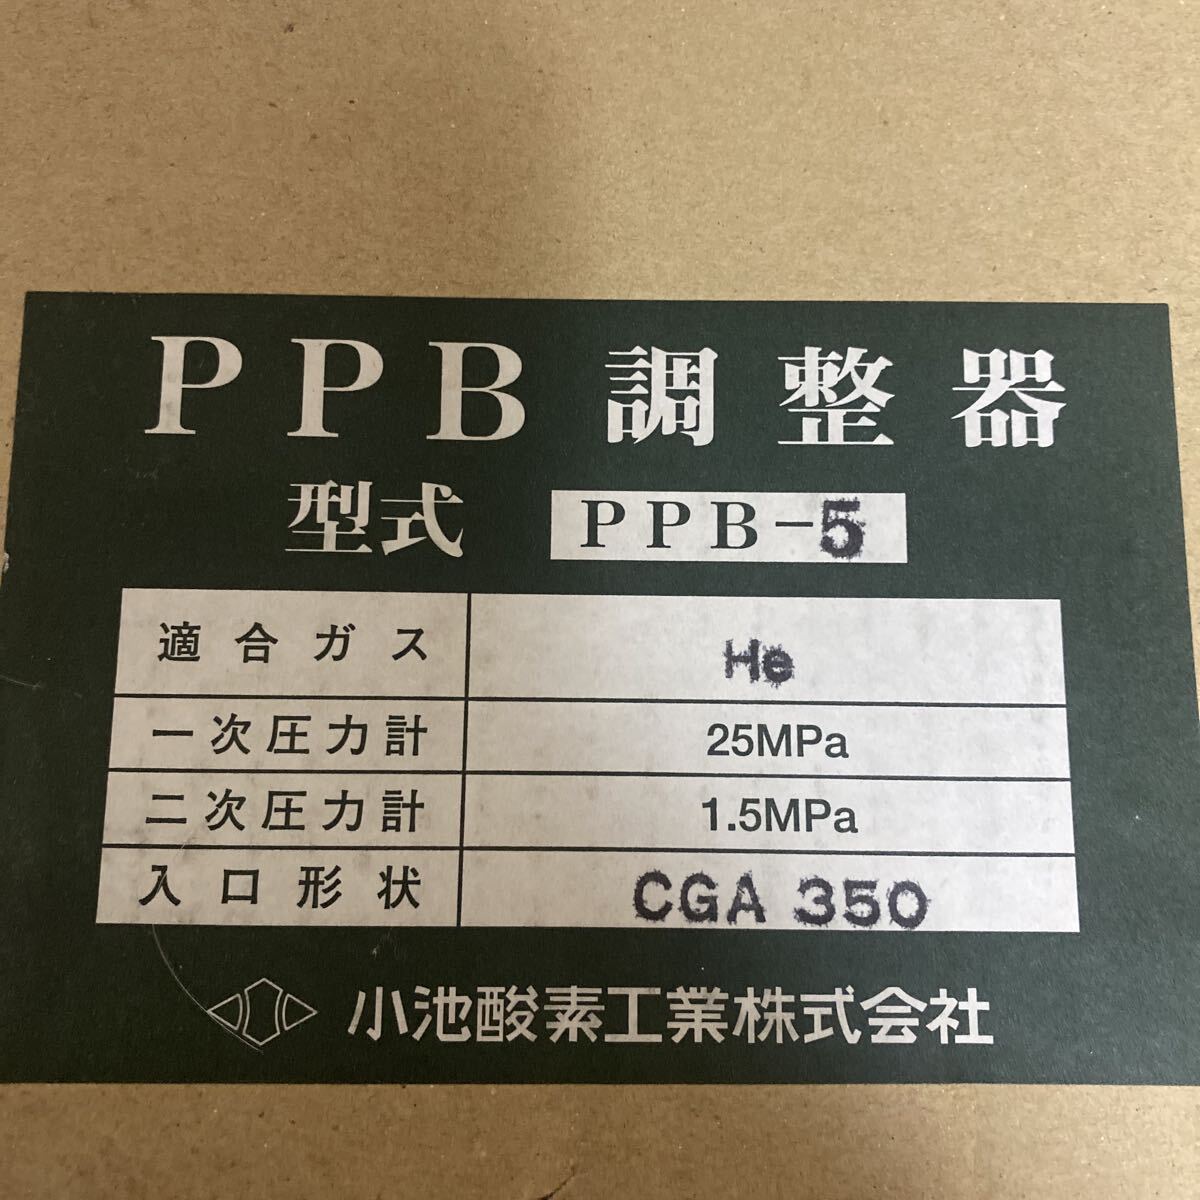 PPB 調整器
型式 PPB-5
適合ガス He
一次圧力計 25MPa
二次圧力計 1.5MPa
入口形状 CGA 350
小池酸素工業株式会社